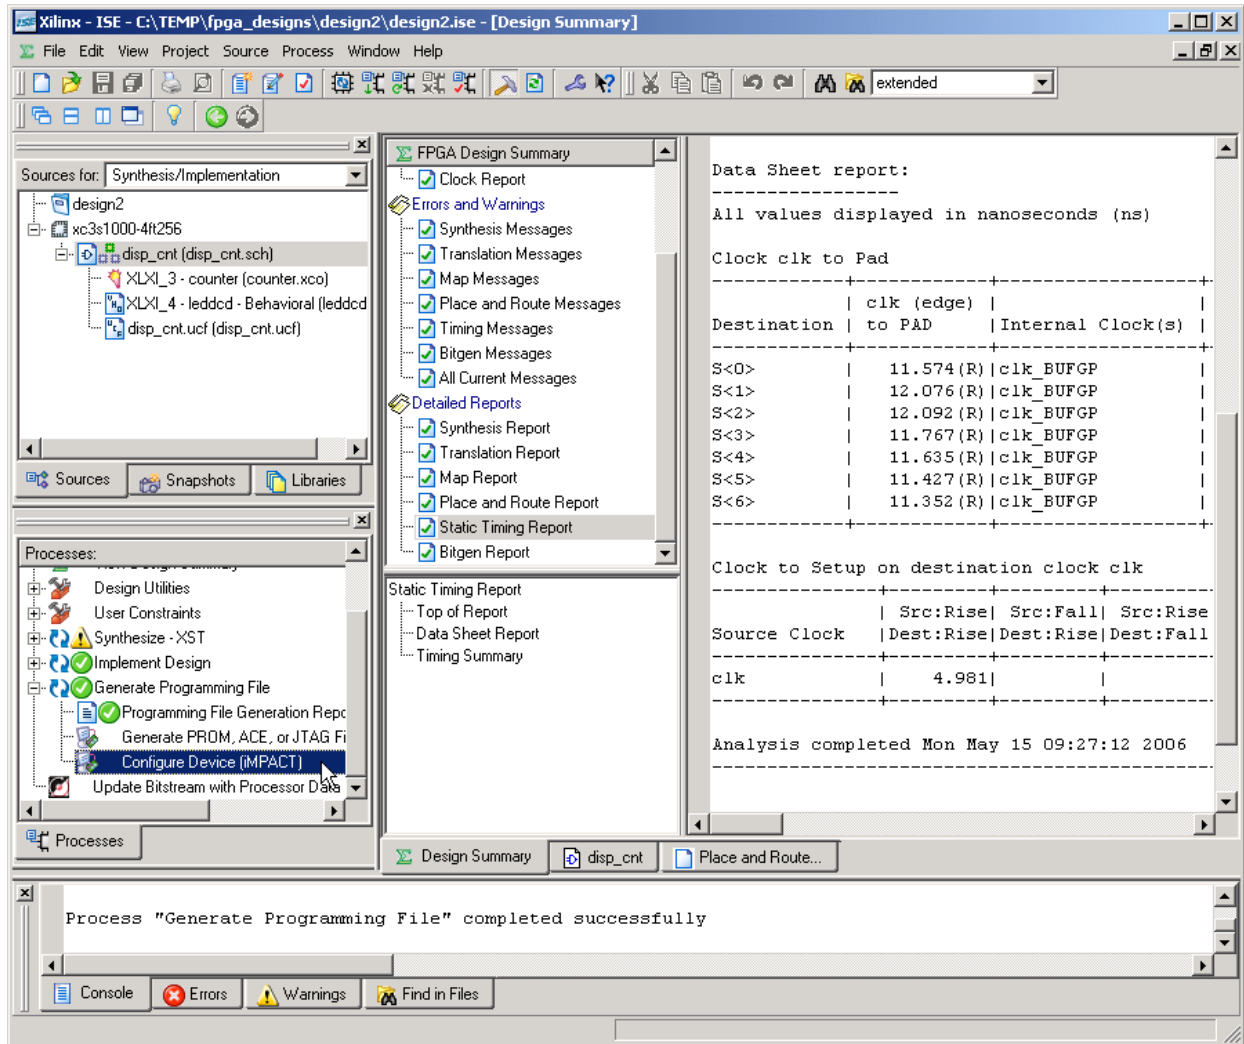 Xilinx - ISE - C:\TEMP\fpga_designs\design2\design2.ise - [Design Summary]
File Edit View Project Source Process Window Help
extended
Sources for: Synthesis/Implementation
design2
xc3s1000-4ft256
disp_cnt (disp_cnt.sch)
XLXI_3 - counter (counter.xco)
XLXI_4 - leddcd - Behavioral (leddcd
disp_cnt.ucf (disp_cnt.ucf)
Sources Snapshots Libraries
Processes:
Design Utilities
User Constraints
Synthesize - XST
Implement Design
Generate Programming File
Programming File Generation Repo
Generate PROM, ACE, or JTAG Fi
Configure Device (iMPACT)
Update Bitstream with Processor Data
Processes
FPGA Design Summary
Clock Report
Errors and Warnings
Synthesis Messages
Translation Messages
Map Messages
Place and Route Messages
Timing Messages
Bitgen Messages
All Current Messages
Detailed Reports
Synthesis Report
Translation Report
Map Report
Place and Route Report
Static Timing Report
Bitgen Report
Static Timing Report
Top of Report
Data Sheet Report
Timing Summary
Data Sheet report:
-----------------
All values displayed in nanoseconds (ns)
Clock clk to Pad
------------+------------+------------------+-
| clk (edge) | |
Destination | to PAD |Internal Clock(s) |
------------+------------+------------------+-
S<0> | 11.574(R)|clk_BUFGP |
S<1> | 12.076(R)|clk_BUFGP |
S<2> | 12.092(R)|clk_BUFGP |
S<3> | 11.767(R)|clk_BUFGP |
S<4> | 11.635(R)|clk_BUFGP |
S<5> | 11.427(R)|clk_BUFGP |
S<6> | 11.352(R)|clk_BUFGP |
------------+------------+------------------+-
Clock to Setup on destination clock clk
---------------+---------+---------+---------
| Src:Rise| Src:Fall| Src:Rise
Source Clock |Dest:Rise|Dest:Rise|Dest:Fall
---------------+---------+---------+---------
clk | 4.981| |
---------------+---------+---------+---------
Analysis completed Mon May 15 09:27:12 2006
--------------------------------------------
Design Summary disp_cnt Place and Route...
Process "Generate Programming File" completed successfully
Console Errors Warnings Find in Files